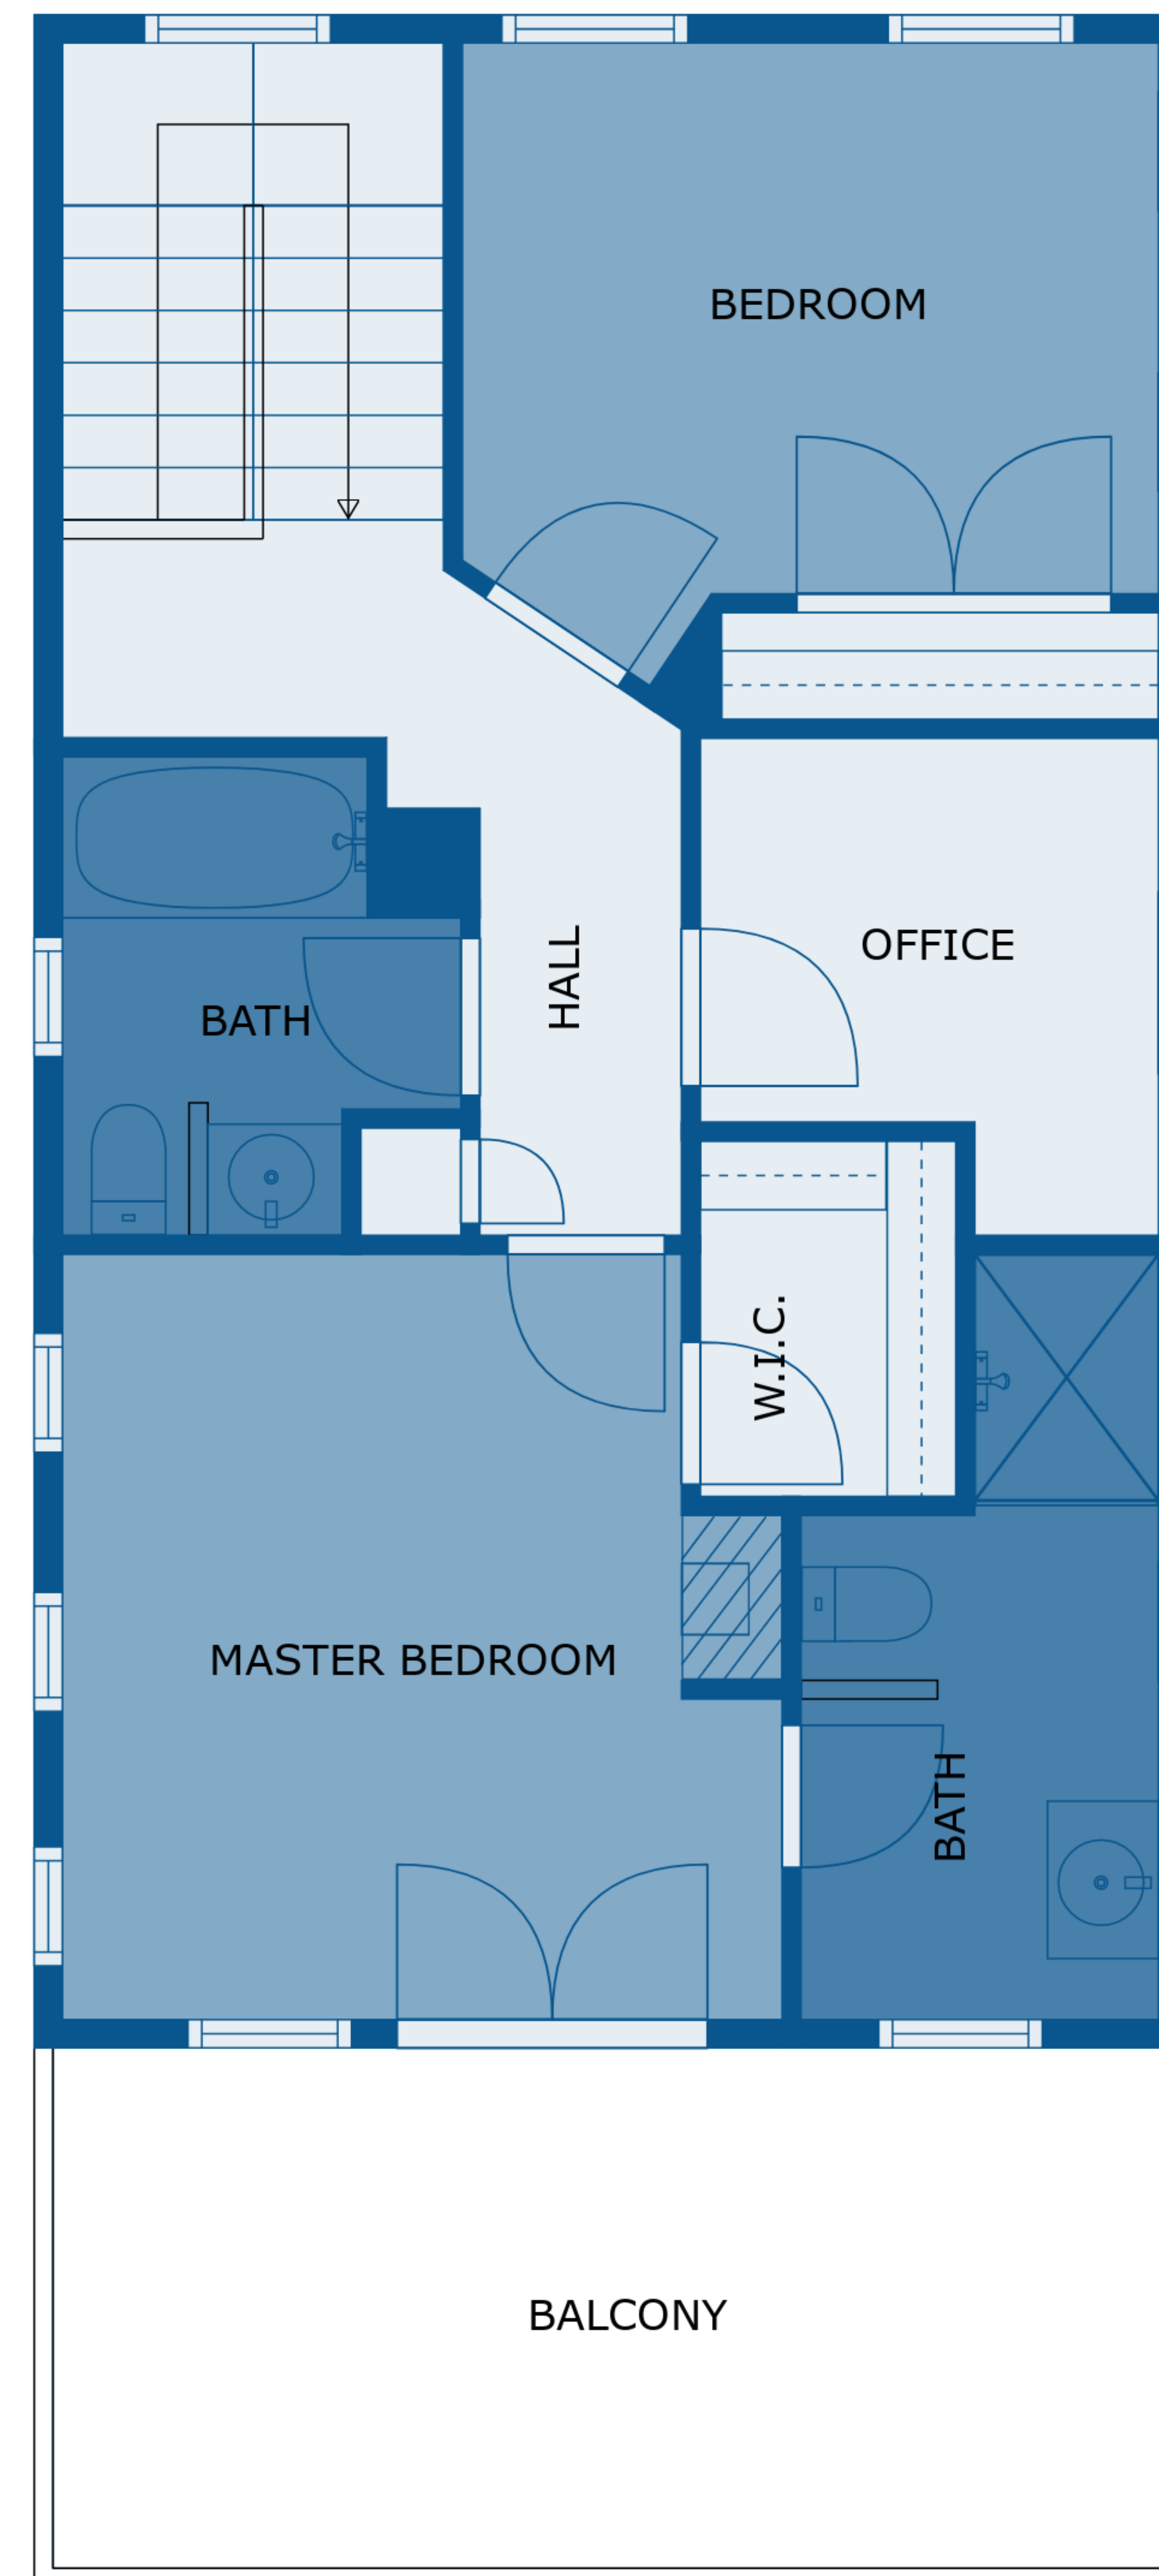 BEDROOM
OFFICE
HALL
BATH
W.I.C.
MASTER BEDROOM
BATH
BALCONY